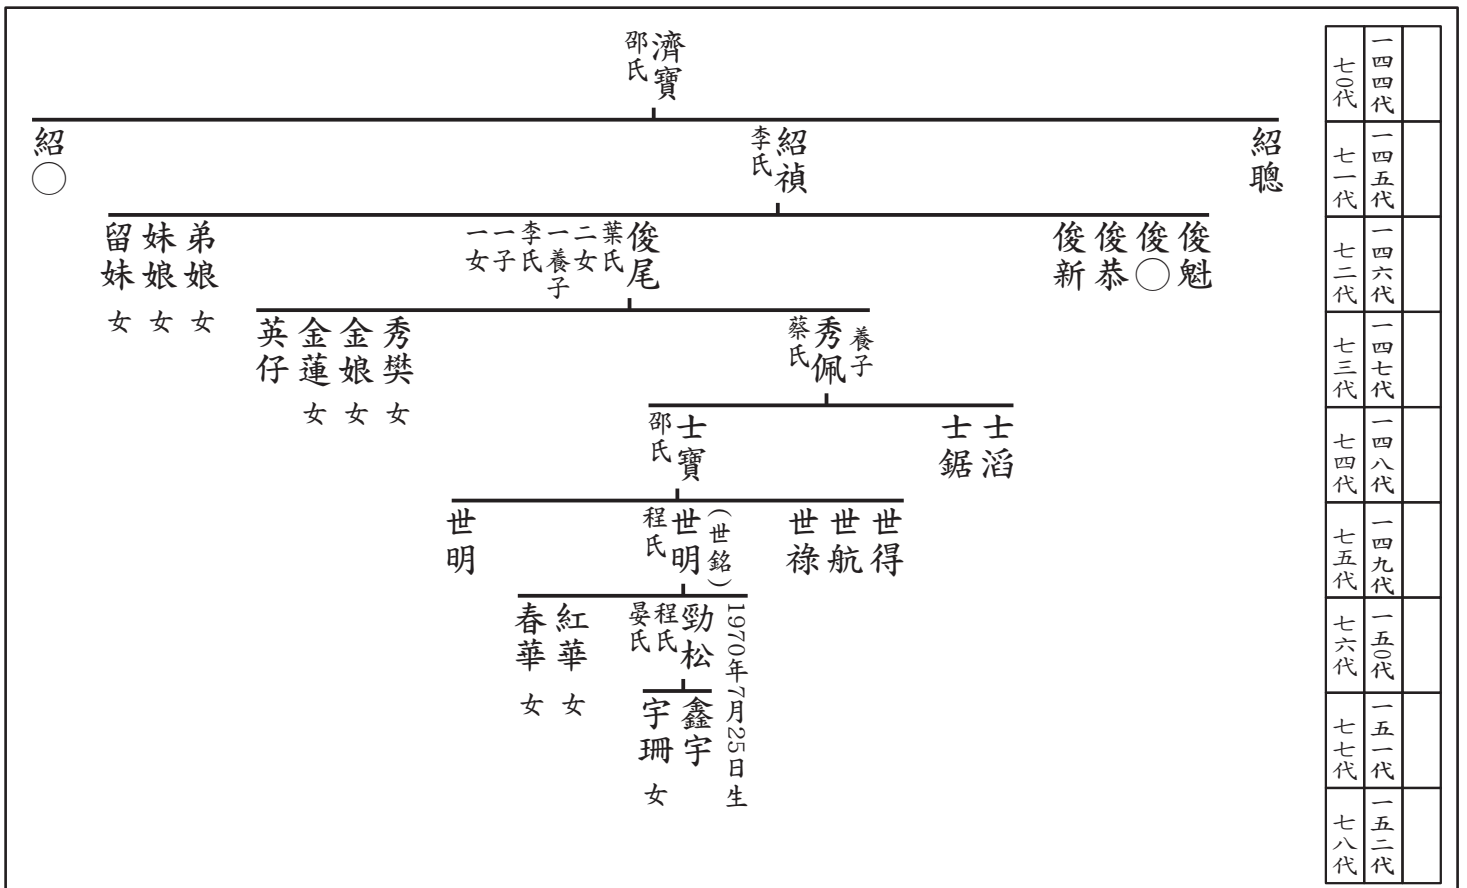 一四四代
七0代
一四五代
七一代
一四六代
七二代
一四七代
七三代
一四八代
七四代
一四九代
七五代
一五0代
七六代
一五一代
七七代
一五二代
七八代
濟寶
邵氏
紹聰
紹禎
李氏
紹◯
俊魁
俊◯
俊恭
俊新
俊尾
葉氏
二女
一養子
李氏
一子
一女
弟娘 女
妹娘 女
留妹 女
養子
秀佩
蔡氏
秀樊 女
金娘 女
金蓮 女
英仔
士滔
士鋸
士寶
邵氏
世得
世航
世祿
(世銘)
世明
程氏
世明
1970年7月25日生
勁松
程氏
晏氏
紅華 女
春華 女
鑫宇
宇珊 女